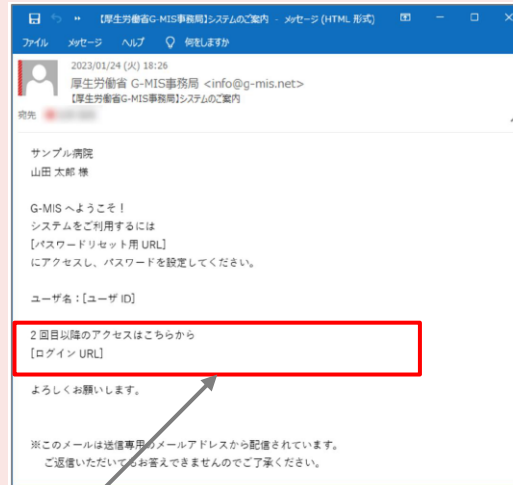 【厚生労働省G-MIS事務局】システムのご案内 - メッセージ (HTML 形式)
ファイル メッセージ ヘルプ 何をしますか
2023/01/24 (火) 18:26
厚生労働省 G-MIS事務局 <info@g-mis.net>
【厚生労働省G-MIS事務局】システムのご案内
宛先
サンプル病院
山田 太郎 様
G-MIS へようこそ！
システムをご利用するには
[パスワードリセット用 URL]
にアクセスし、パスワードを設定してください。
ユーザ名：[ユーザ ID]
2 回目以降のアクセスはこちらから
[ログイン URL]
よろしくお願いします。
※このメールは送信専用のメールアドレスから配信されています。
ご返信いただいてもお答えできませんのでご了承ください。